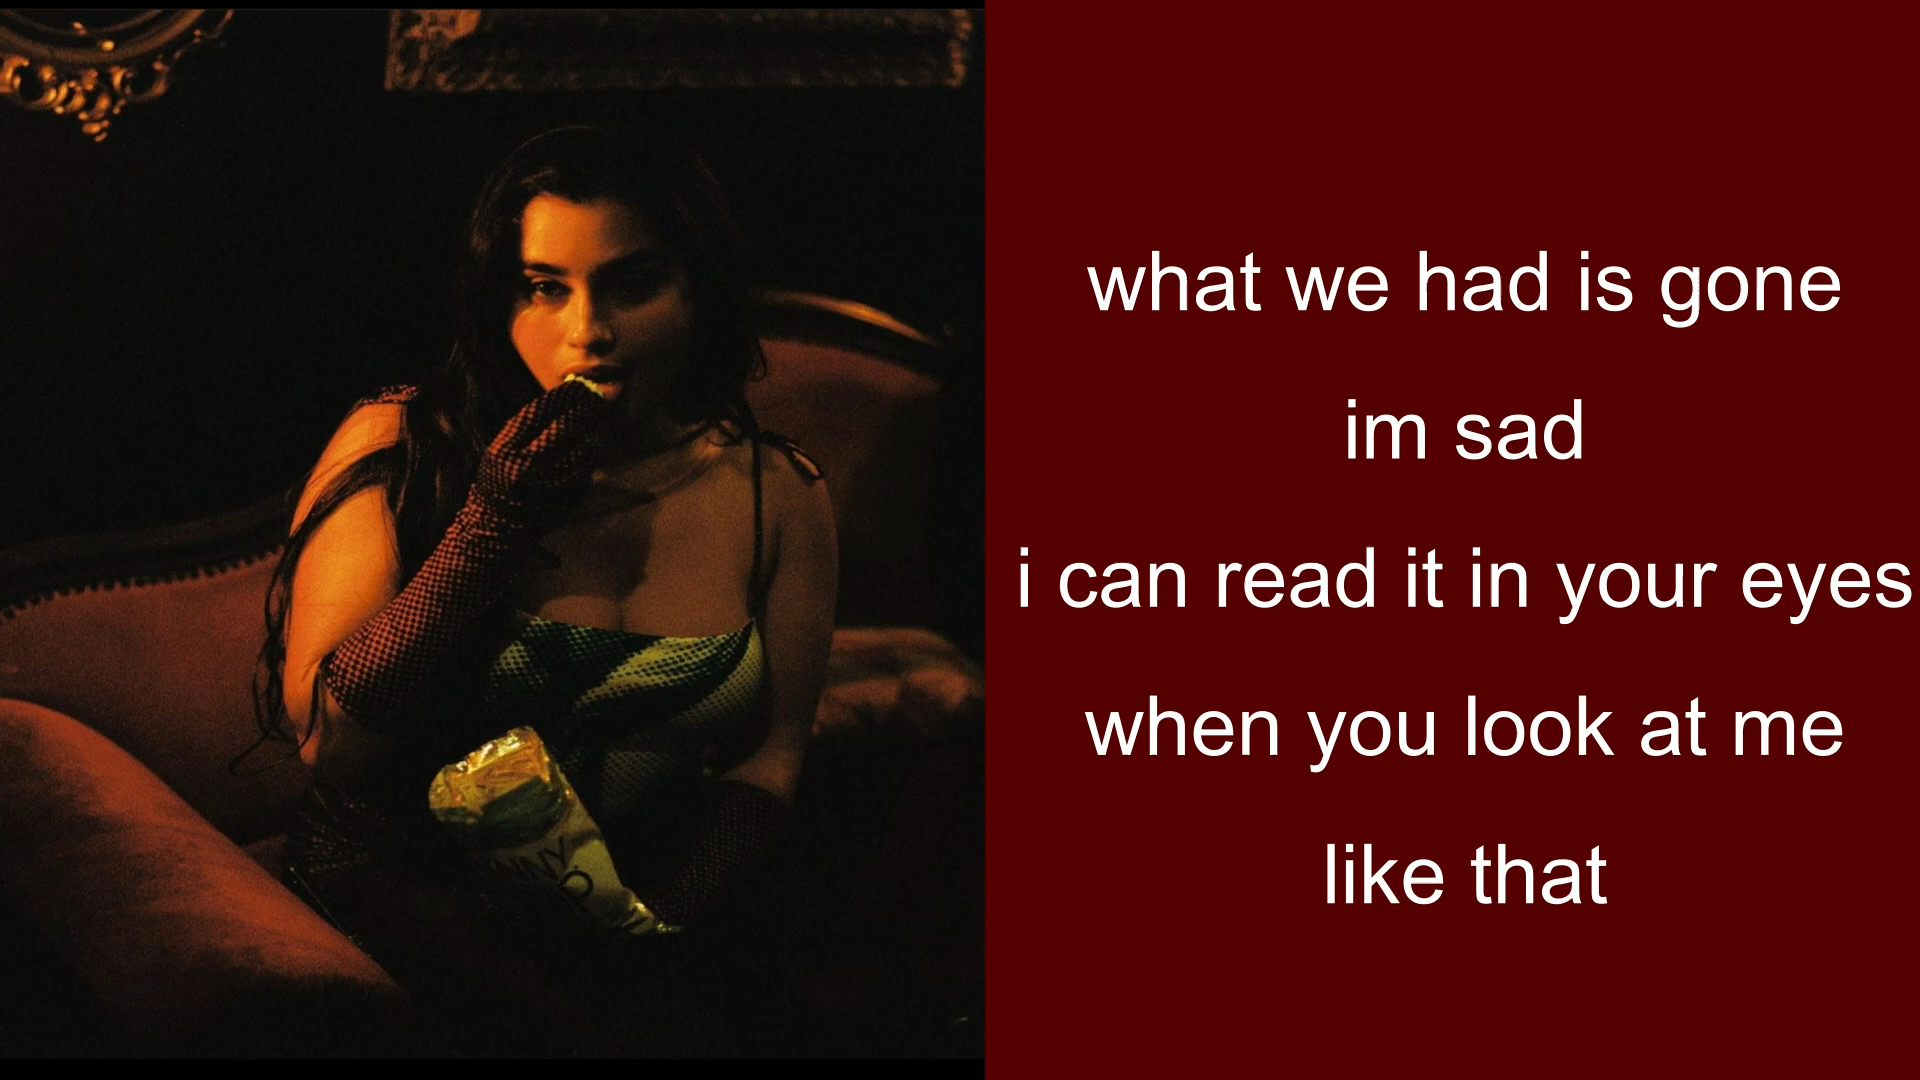 what we had is gone
im sad
i can read it in your eyes
when you look at me
like that